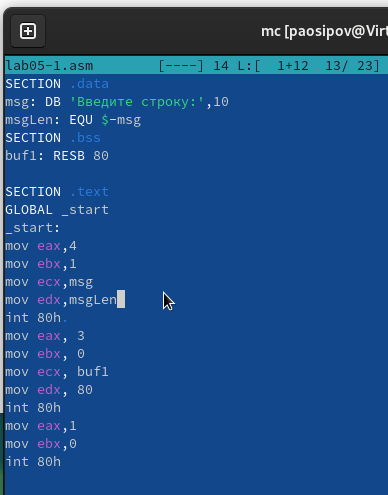 mc [paosipov@Virt
lab05-1.asm [----] 14 L:[ 1+12 13/ 23]
SECTION .data
msg: DB 'Введите строку:',10
msgLen: EQU $-msg
SECTION .bss
buf1: RESB 80
SECTION .text
GLOBAL _start
_start:
mov eax,4
mov ebx,1
mov ecx,msg
mov edx,msgLen
int 80h.
mov eax, 3
mov ebx, 0
mov ecx, buf1
mov edx, 80
int 80h
mov eax,1
mov ebx,0
int 80h